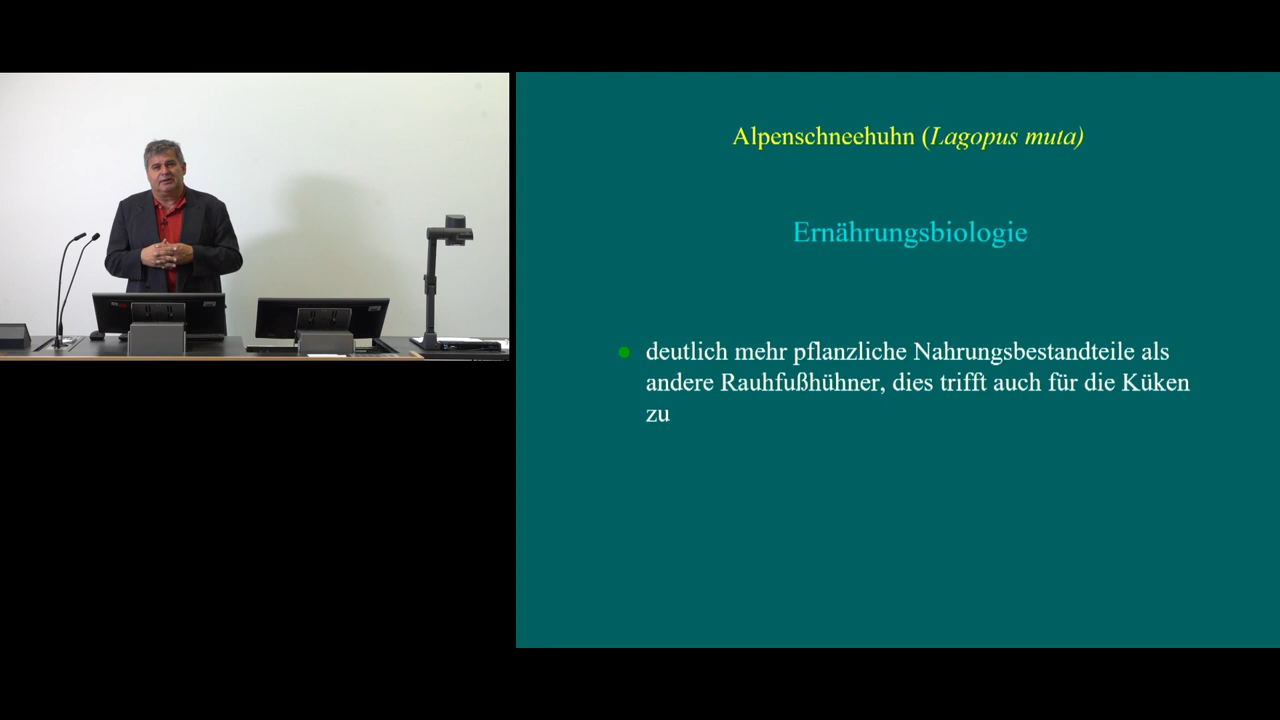 Alpenschneehuhn (Lagopus muta)
Ernährungsbiologie
deutlich mehr pflanzliche Nahrungsbestandteile als
andere Rauhfußhühner, dies trifft auch für die Küken
zu